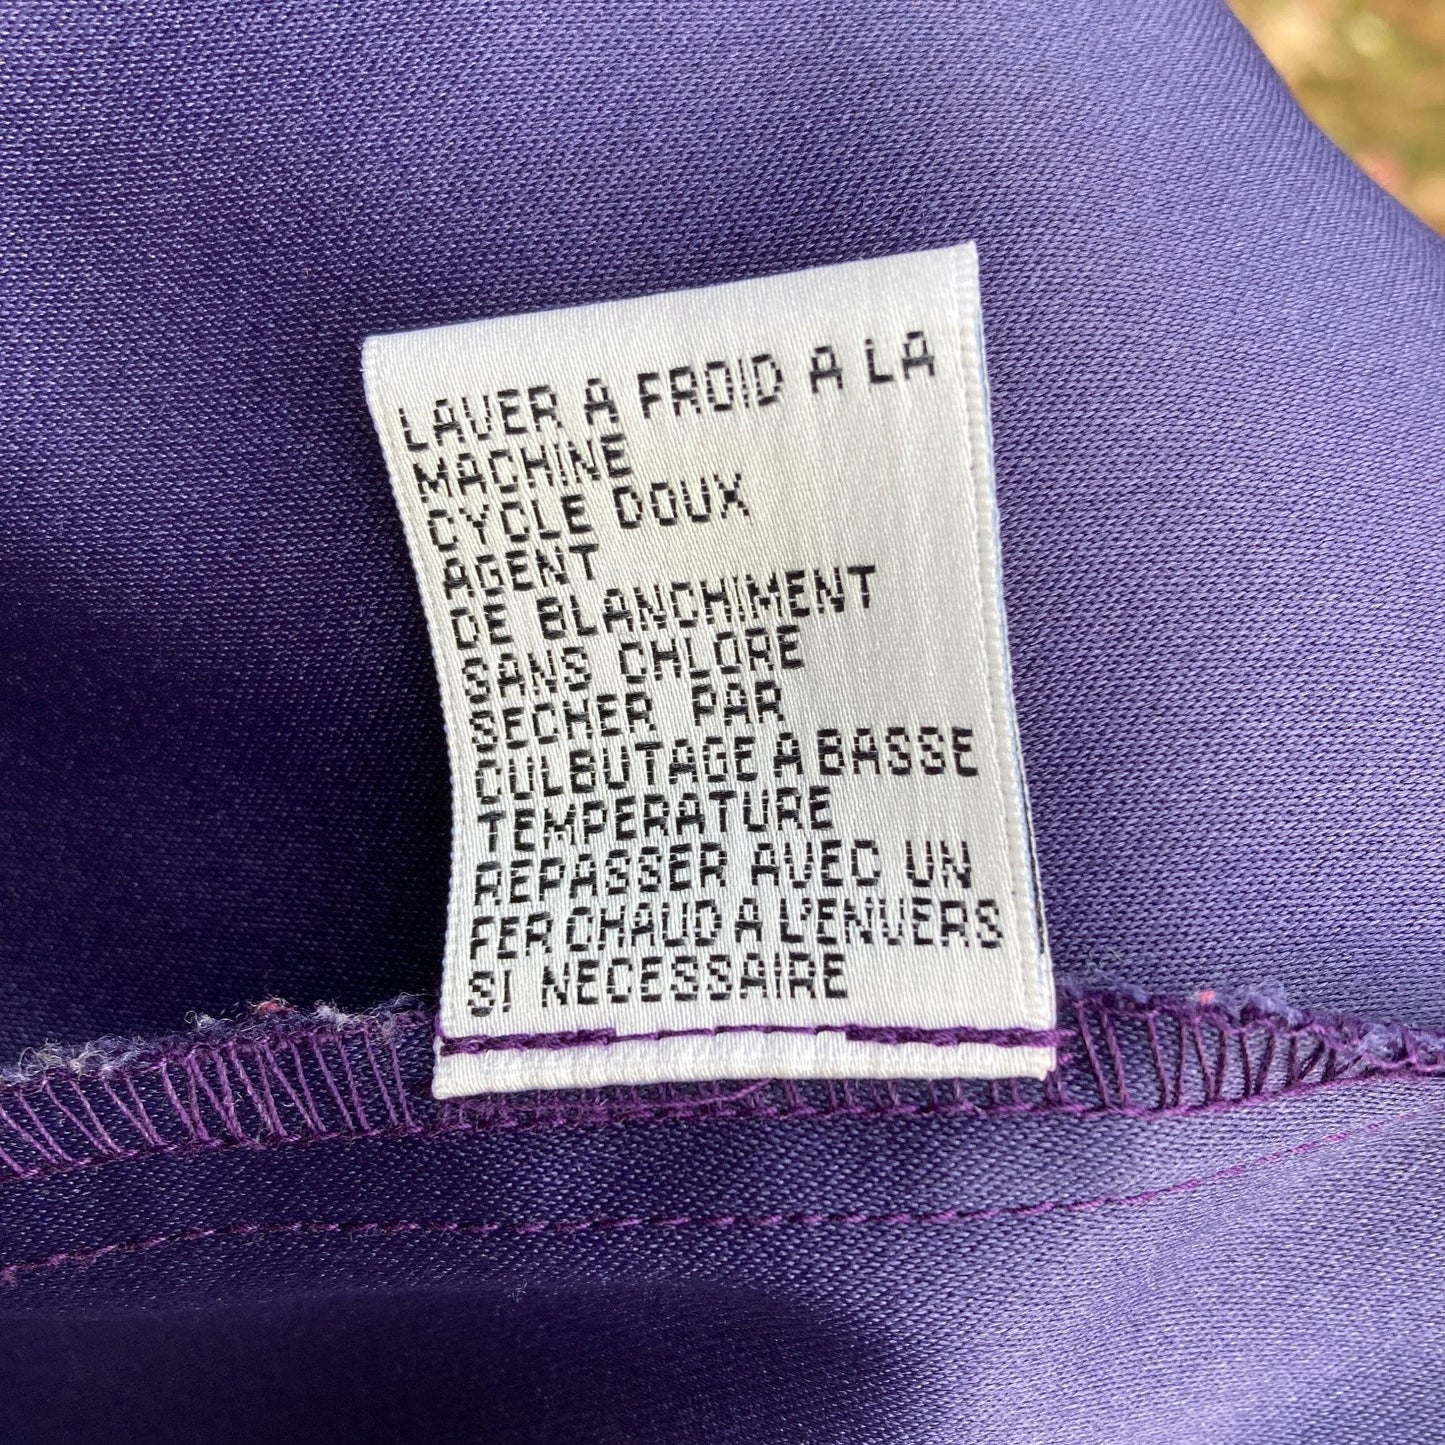 LAVER A FROID A LA
MACHINE
CYCLE DOUX
AGENT
DE BLANCHIMENT
SANS CHLORE
SECHER PAR
CULBUTAGE A BASSE
TEMPERATURE
REPASSER AVEC UN
FER CHAUD A L'ENVERS
SI NECESSAIRE